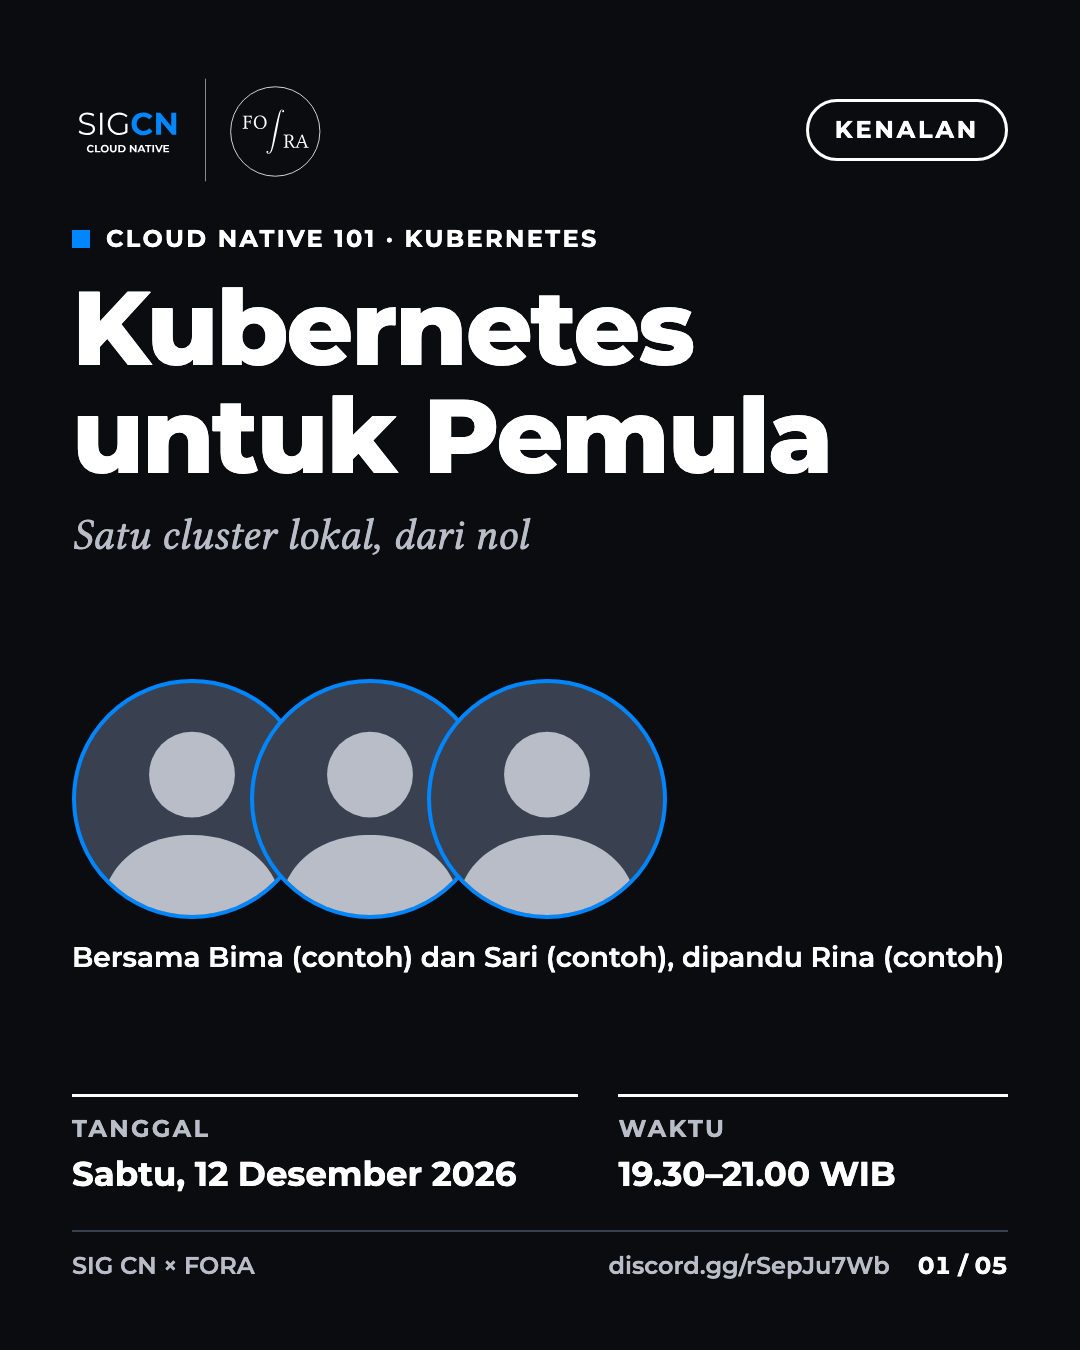 SIGCN
CLOUD NATIVE
FO
RA
KENALAN
CLOUD NATIVE 101 · KUBERNETES
Kubernetes
untuk Pemula
Satu cluster lokal, dari nol
Bersama Bima (contoh) dan Sari (contoh), dipandu Rina (contoh)
TANGGAL
Sabtu, 12 Desember 2026
WAKTU
19.30–21.00 WIB
SIG CN × FORA
discord.gg/rSepJu7Wb
01 / 05